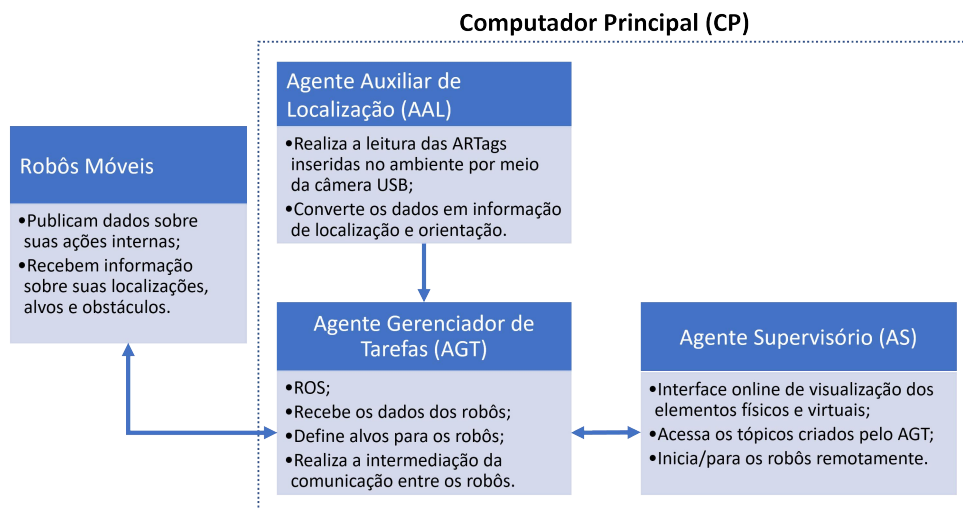 Computador Principal (CP)
Agente Auxiliar de
Localização (AAL)
•Realiza a leitura das ARTags
inseridas no ambiente por meio
da câmera USB;
•Converte os dados em informação
de localização e orientação.
Robôs Móveis
•Publicam dados sobre
suas ações internas;
•Recebem informação
sobre suas localizações,
alvos e obstáculos.
Agente Gerenciador de
Tarefas (AGT)
•ROS;
•Recebe os dados dos robôs;
•Define alvos para os robôs;
•Realiza a intermediação da
comunicação entre os robôs.
Agente Supervisório (AS)
•Interface online de visualização dos
elementos físicos e virtuais;
•Acessa os tópicos criados pelo AGT;
•Inicia/para os robôs remotamente.